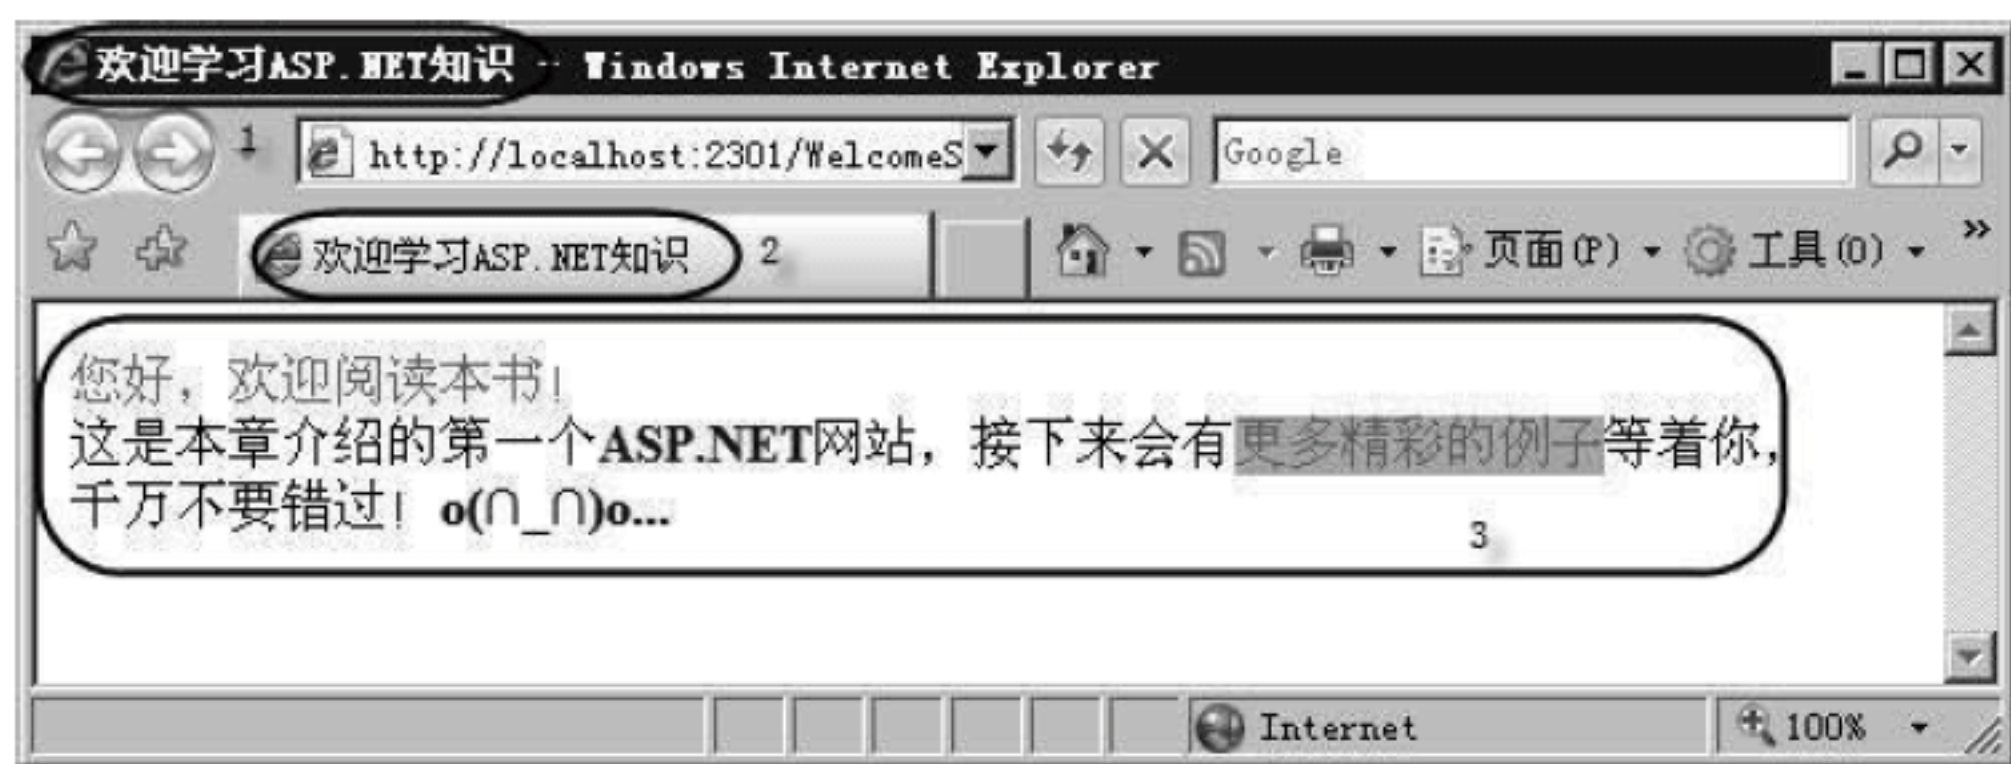 欢迎学习ASP.NET知识 - Windows Internet Explorer
1
http://localhost:2301/WelcomeS
Google
欢迎学习ASP.NET知识
2
页面(P)
工具(O)
»
您好，欢迎阅读本书！
这是本章介绍的第一个ASP.NET网站，接下来会有更多精彩的例子等着你，
千万不要错过！o(∩_∩)o...
3
Internet
100%